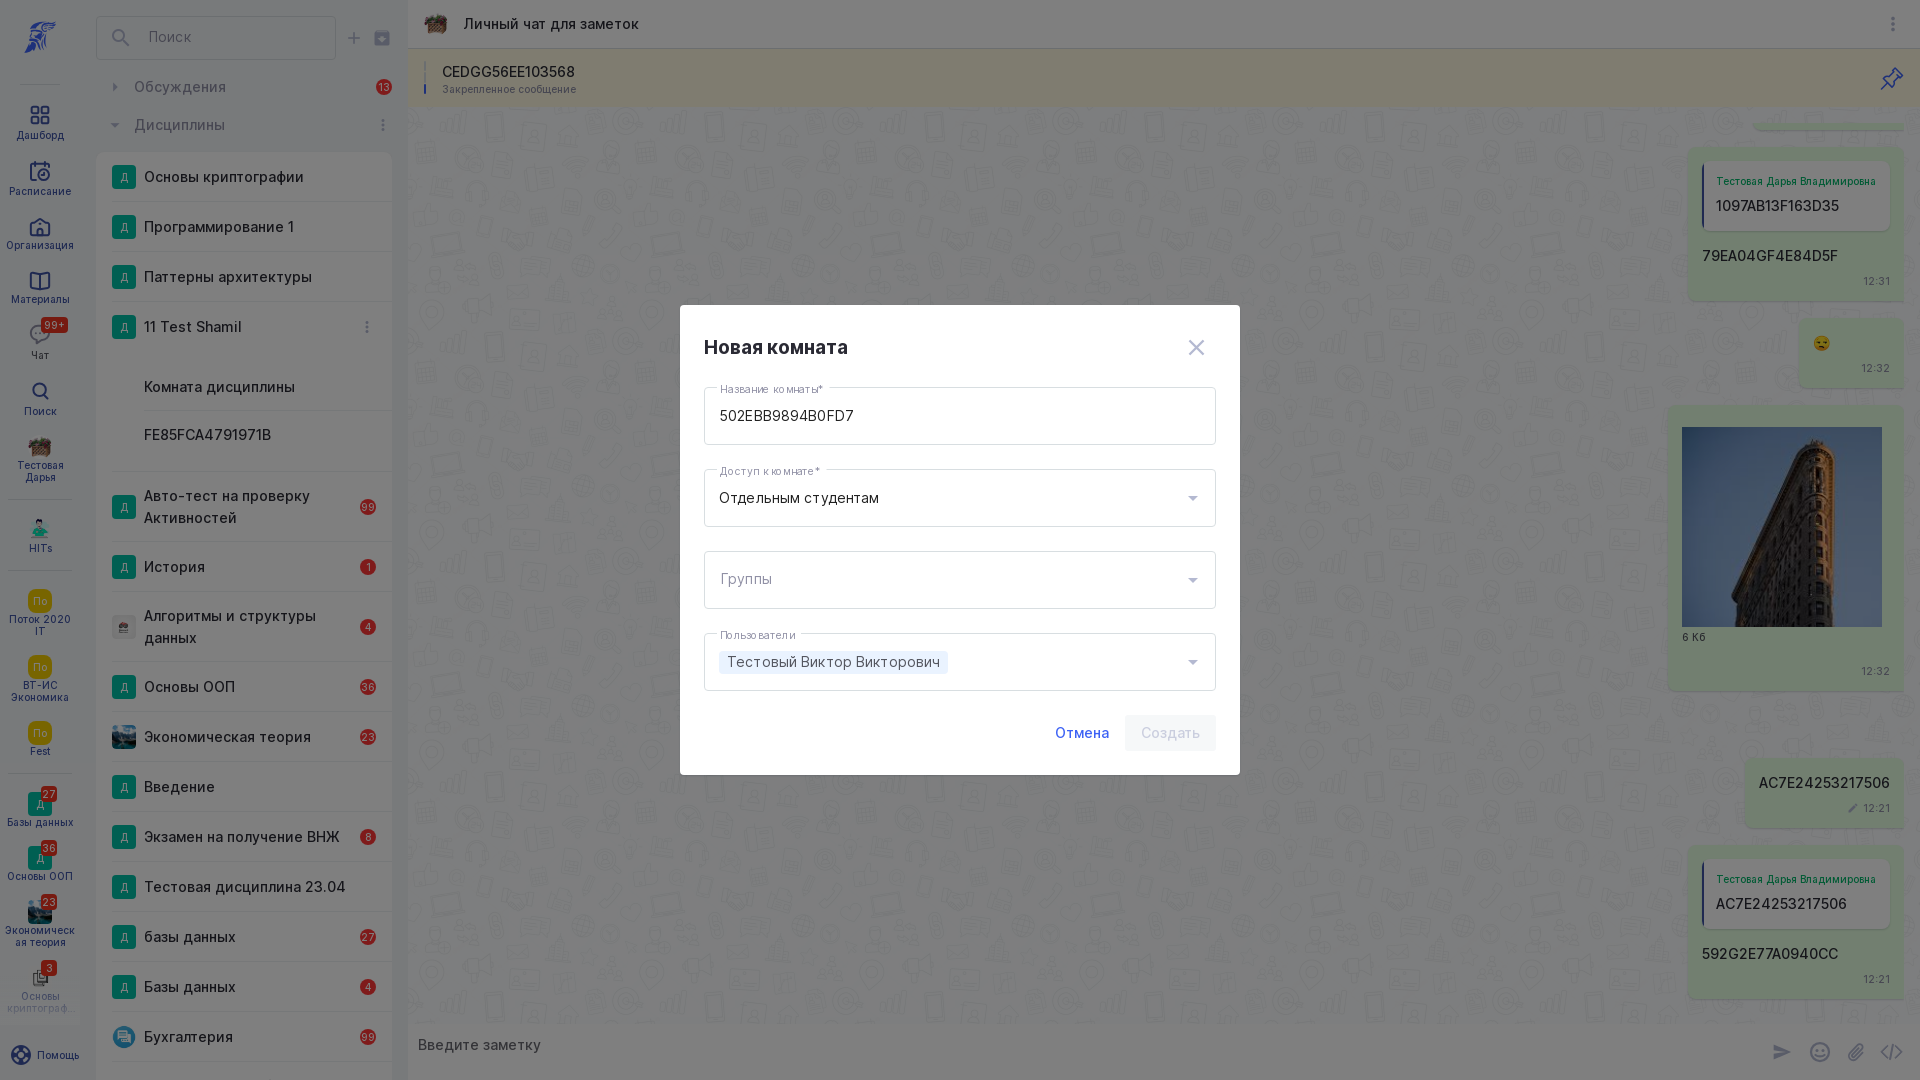 Дашборд
Расписание
Организация
Материалы
99+
Чат
Поиск
Тестовая
Дарья
HITs
По
Поток 2020
IT
По
ВТ-ИС
Экономика
По
Fest
27
Д
Базы данных
36
Д
Основы ООП
23
Экономическ
ая теория
3
Основы
криптограф...
Помощь
Поиск
Обсуждения
13
Дисциплины
Д
Основы криптографии
Д
Программирование 1
Д
Паттерны архитектуры
Д
11 Test Shamil
Комната дисциплины
FE85FCA4791971B
Д
Авто-тест на проверку
Активностей
99
Д
История
1
Алгоритмы и структуры
данных
4
Д
Основы ООП
36
Экономическая теория
23
Д
Введение
Д
Экзамен на получение ВНЖ
8
Д
Тестовая дисциплина 23.04
Д
базы данных
27
Д
Базы данных
4
Бухгалтерия
99
Личный чат для заметок
CEDGG56EE103568
Закрепленное сообщение
Тестовая Дарья Владимировна
1097AB13F163D35
79EA04GF4E84D5F
12:31
12:32
6 Кб
12:32
AC7E24253217506
12:21
Тестовая Дарья Владимировна
AC7E24253217506
592G2E77A0940CC
12:21
Введите заметку
Новая комната
Название комнаты*
502EBB9894B0FD7
Доступ к комнате*
Отдельным студентам
Группы
Пользователи
Тестовый Виктор Викторович
Отмена
Создать